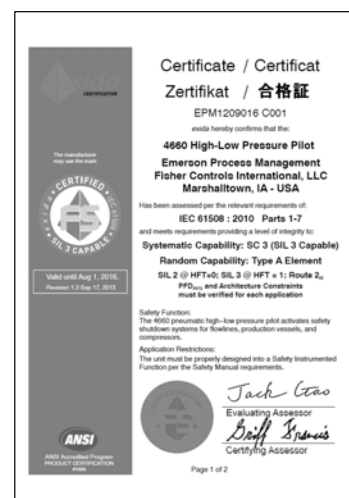 exida
CERTIFICATION
The manufacturer
may use the mark:
CERTIFIED
IEC 61508
FS
SIL 3 CAPABLE
Valid until Aug 1, 2016.
Revision 1.3 Sep 17, 2013
ANSI
ANSI Accredited Program
PRODUCT CERTIFICATION
Certificate / Certificat
Zertifikat / 合格証
EPM1209016 C001
exida hereby confirms that the:
4660 High-Low Pressure Pilot
Emerson Process Management
Fisher Controls International, LLC
Marshalltown, IA - USA
Has been assessed per the relevant requirements of:
IEC 61508 : 2010 Parts 1-7
and meets requirements providing a level of integrity to:
Systematic Capability: SC 3 (SIL 3 Capable)
Random Capability: Type A Element
SIL 2 @ HFT=0; SIL 3 @ HFT = 1; Route 2H
PFDAVG and Architecture Constraints
must be verified for each application
Safety Function:
The 4660 pneumatic high-low pressure pilot activates safety
shutdown systems for flowlines, production vessels, and
compressors.
Application Restrictions:
The unit must be properly designed into a Safety Instrumented
Function per the Safety Manual requirements.
Evaluating Assessor
Griff Francis
Certifying Assessor
Page 1 of 2